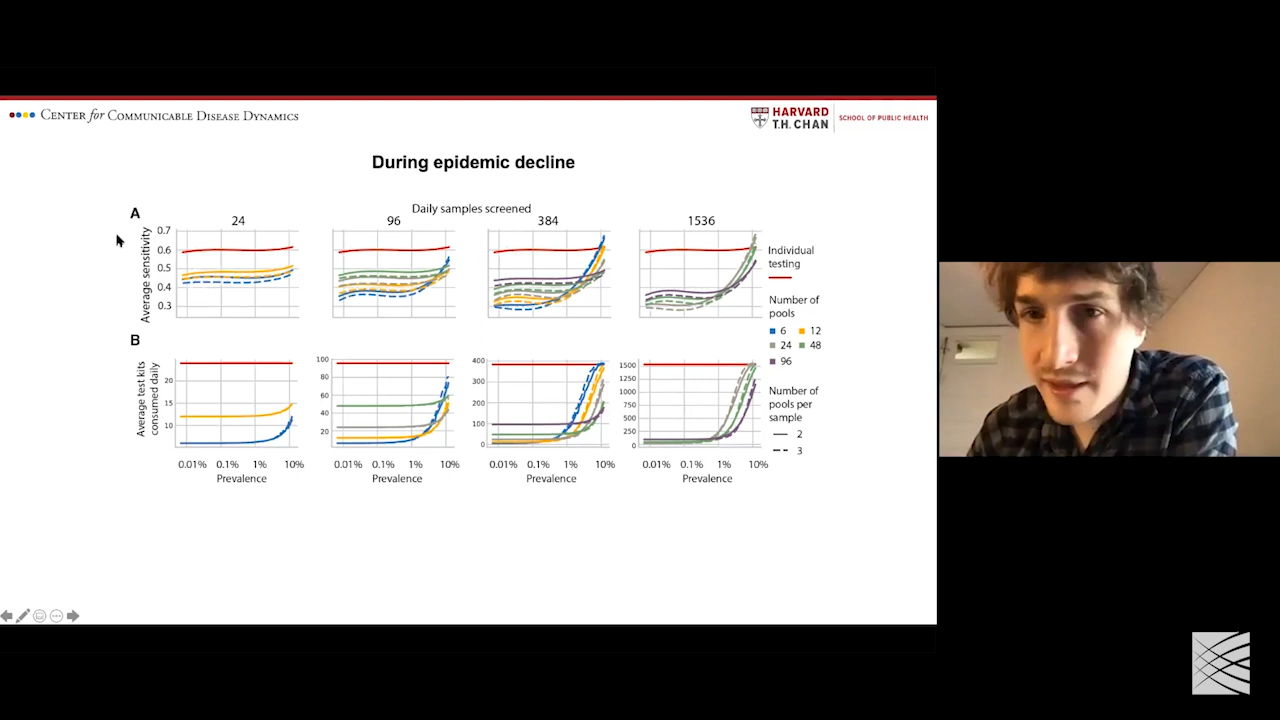 CENTER for COMMUNICABLE DISEASE DYNAMICS
HARVARD
T.H. CHAN
SCHOOL OF PUBLIC HEALTH
During epidemic decline
A
Daily samples screened
24 96 384 1536
Average sensitivity
0.7
0.6
0.5
0.4
0.3
B
Average test kits
consumed daily
20
15
10
100
80
60
40
20
400
300
200
100
0
1500
1250
1000
750
500
250
0
0.01% 0.1% 1% 10%
0.01% 0.1% 1% 10%
0.01% 0.1% 1% 10%
0.01% 0.1% 1% 10%
Prevalence Prevalence Prevalence Prevalence
Individual
testing
Number of
pools
6 12
24 48
96
Number of
pools per
sample
2
3